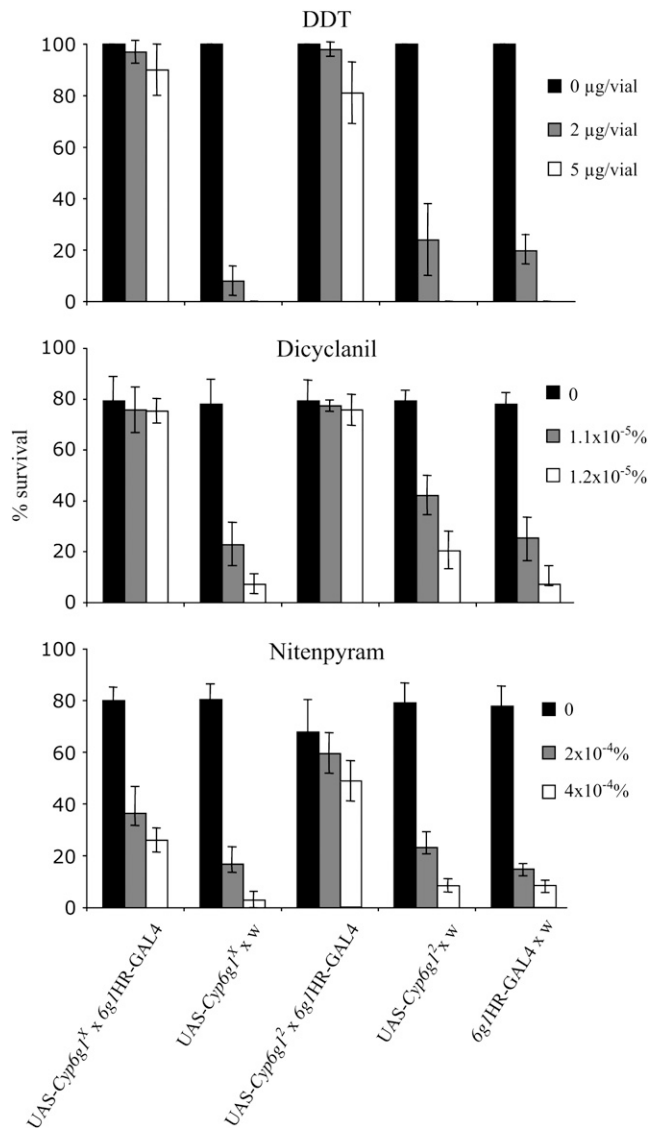 DDT
100
80
60
40
20
0
0 µg/vial
2 µg/vial
5 µg/vial
Dicyclanil
100
80
60
40
20
0
0
1.1x10⁻⁵%
1.2x10⁻⁵%
% survival
Nitenpyram
100
80
60
40
20
0
0
2x10⁻⁴%
4x10⁻⁴%
UAS-Cyp6g1ˣ x 6g1HR-GAL4
UAS-Cyp6g1ˣ x w
UAS-Cyp6g1² x 6g1HR-GAL4
UAS-Cyp6g1² x w
6g1HR-GAL4 x w